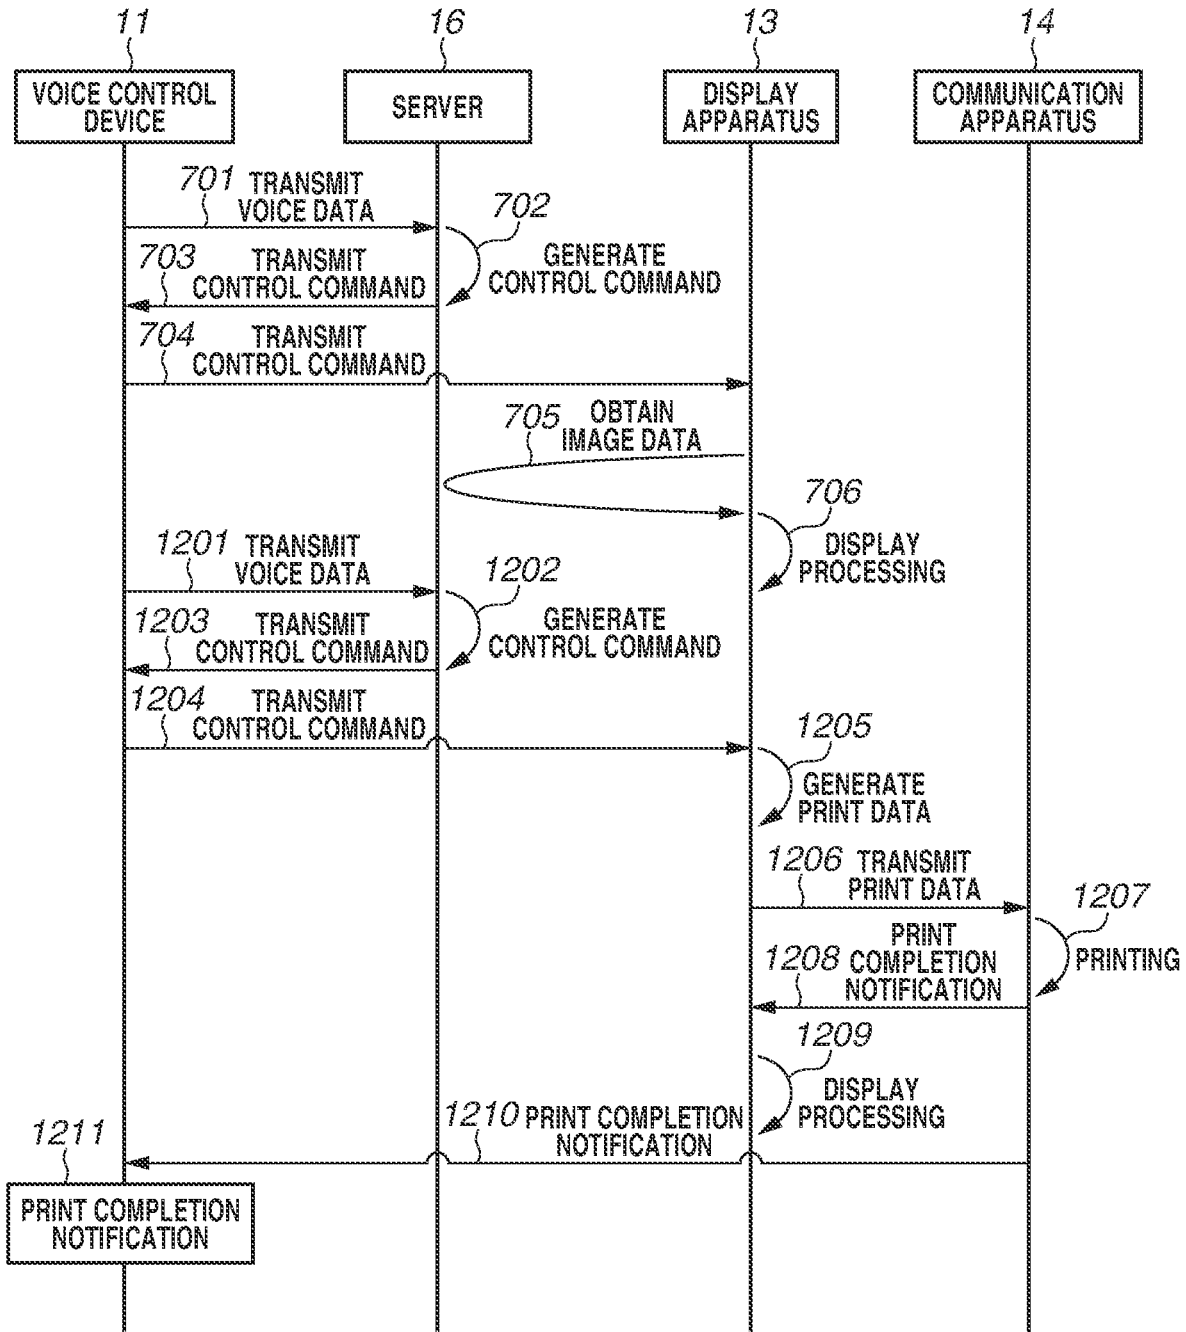 11
16
13
14
VOICE CONTROL
DEVICE
SERVER
DISPLAY
APPARATUS
COMMUNICATION
APPARATUS
701 TRANSMIT
VOICE DATA
702
GENERATE
CONTROL COMMAND
703 TRANSMIT
CONTROL COMMAND
704 TRANSMIT
CONTROL COMMAND
705 OBTAIN
IMAGE DATA
706
DISPLAY
PROCESSING
1201 TRANSMIT
VOICE DATA
1202
GENERATE
CONTROL COMMAND
1203 TRANSMIT
CONTROL COMMAND
1204 TRANSMIT
CONTROL COMMAND
1205
GENERATE
PRINT DATA
1206 TRANSMIT
PRINT DATA
1207
PRINTING
1208 PRINT
COMPLETION
NOTIFICATION
1209
DISPLAY
PROCESSING
1210 PRINT COMPLETION
NOTIFICATION
1211
PRINT COMPLETION
NOTIFICATION